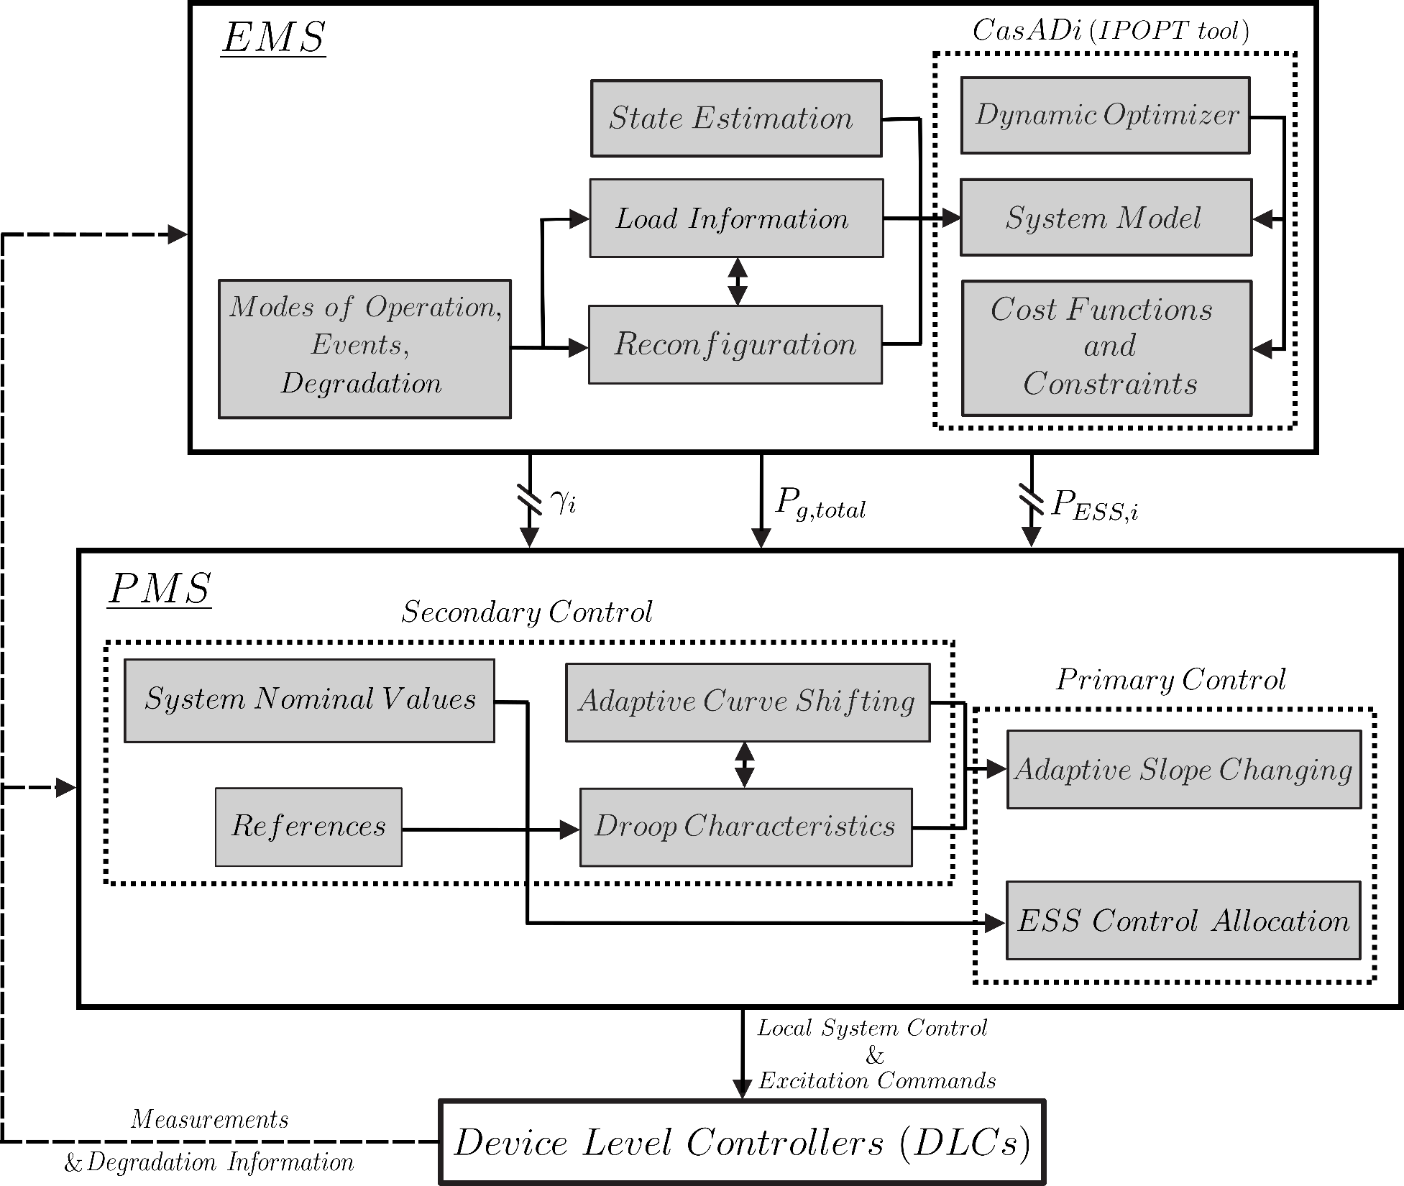 EMS
CasADi (IPOPT tool)
State Estimation
Dynamic Optimizer
Load Information
System Model
Modes of Operation,
Events,
Degradation
Reconfiguration
Cost Functions
and
Constraints
γi
Pg,total
PESS,i
PMS
Secondary Control
System Nominal Values
Adaptive Curve Shifting
Primary Control
Adaptive Slope Changing
References
Droop Characteristics
ESS Control Allocation
Local System Control
&
Excitation Commands
Measurements
& Degradation Information
Device Level Controllers (DLCs)